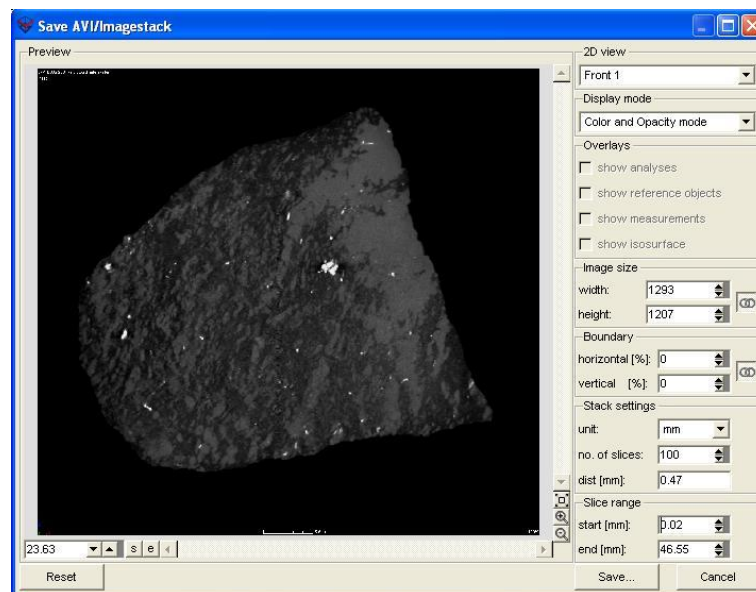 Save AVI/Imagestack
Preview
23.63
s e
Reset
2D view
Front 1
Display mode
Color and Opacity mode
Overlays
show analyses
show reference objects
show measurements
show isosurface
Image size
width: 1293
height: 1207
Boundary
horizontal [%]: 0
vertical [%]: 0
Stack settings
unit: mm
no. of slices: 100
dist [mm]: 0.47
Slice range
start [mm]: 0.02
end [mm]: 46.55
Save... Cancel